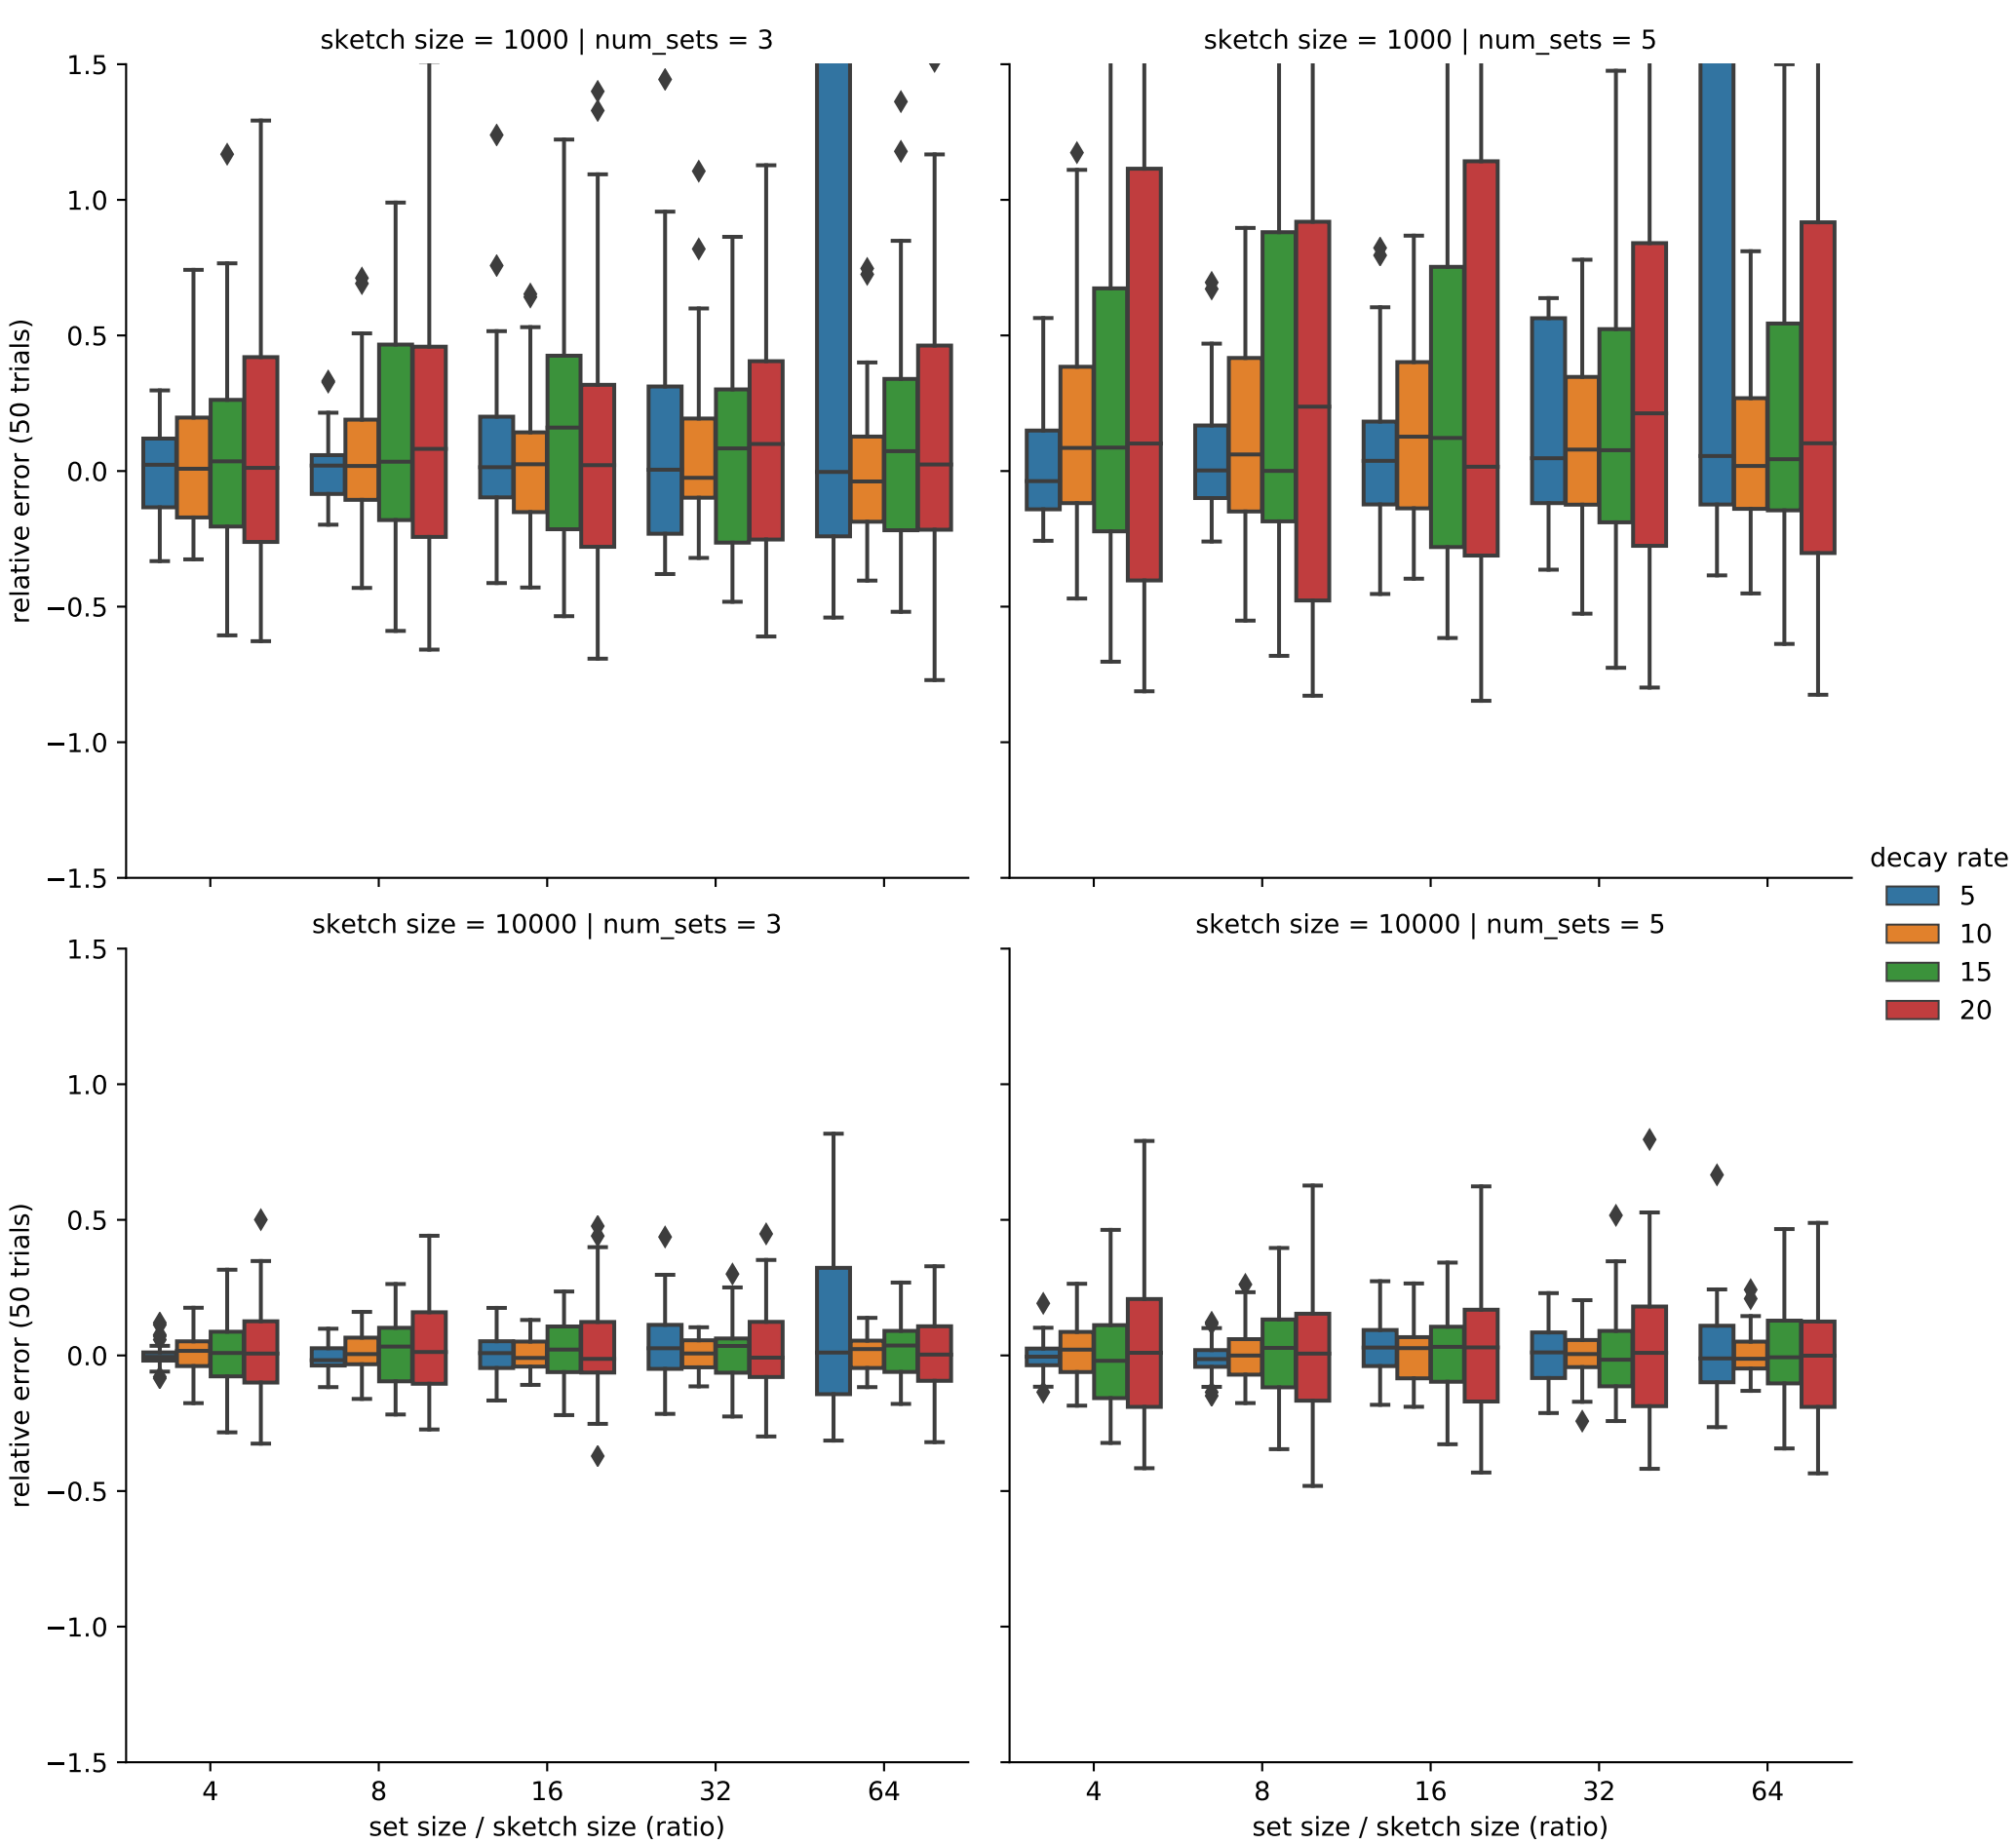 sketch size = 1000 | num_sets = 3
sketch size = 1000 | num_sets = 5
1.5
1.0
0.5
0.0
−0.5
−1.0
−1.5
relative error (50 trials)
decay rate
5
10
15
20
sketch size = 10000 | num_sets = 3
sketch size = 10000 | num_sets = 5
1.5
1.0
0.5
0.0
−0.5
−1.0
−1.5
relative error (50 trials)
4 8 16 32 64
4 8 16 32 64
set size / sketch size (ratio)
set size / sketch size (ratio)